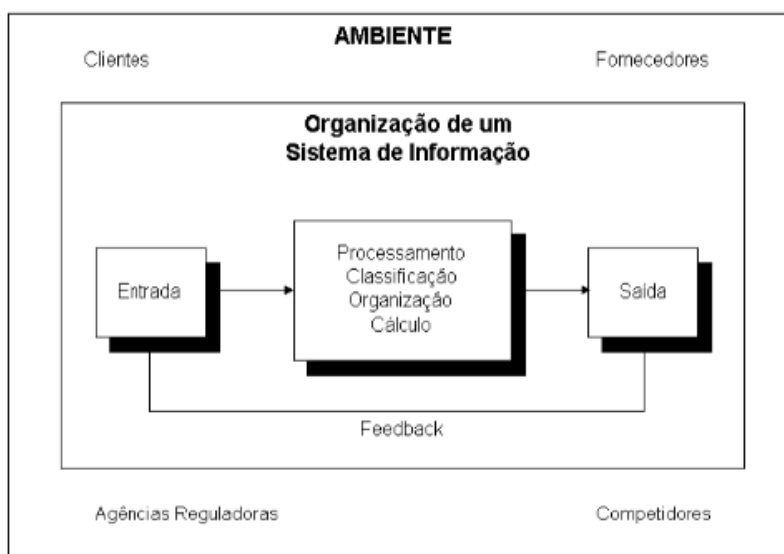 AMBIENTE
Clientes
Fornecedores
Organização de um
Sistema de Informação
Entrada
Processamento
Classificação
Organização
Cálculo
Saída
Feedback
Agências Reguladoras
Competidores